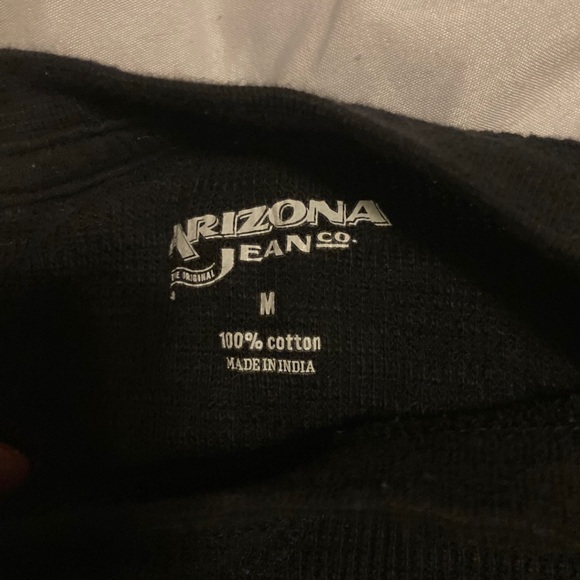 ARIZONA
JEAN CO.
THE ORIGINAL
M
100% cotton
MADE IN INDIA